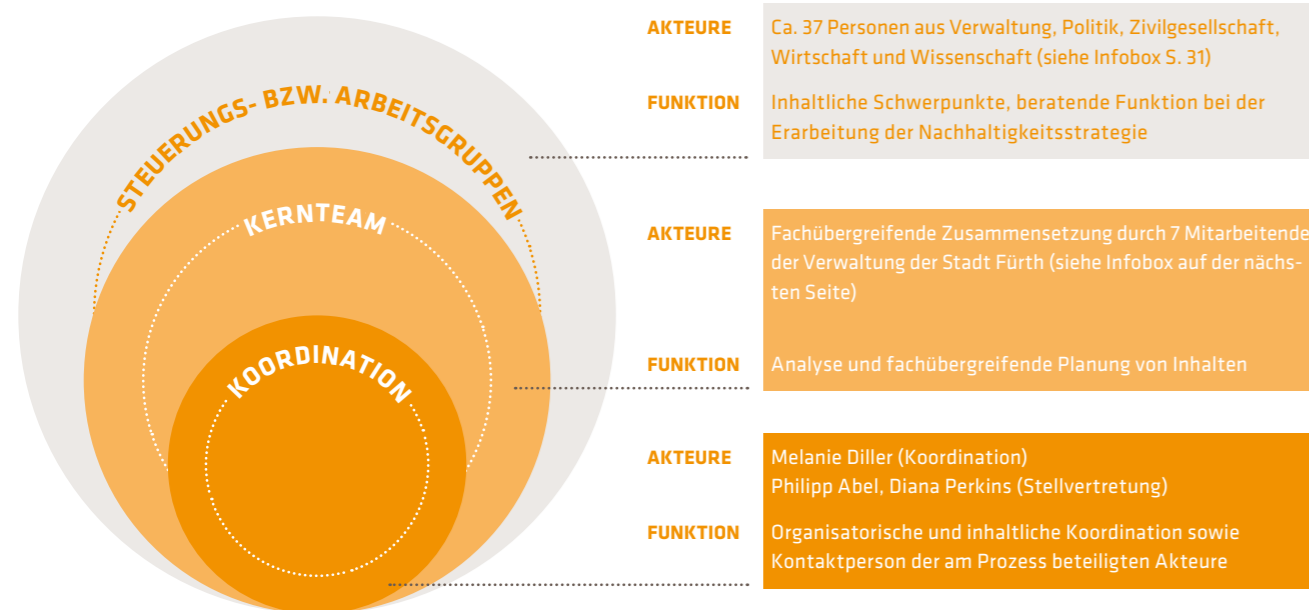 STEUERUNGS- BZW. ARBEITSGRUPPEN
KERNTEAM
KOORDINATION
AKTEURE
Ca. 37 Personen aus Verwaltung, Politik, Zivilgesellschaft,
Wirtschaft und Wissenschaft (siehe Infobox S. 31)
FUNKTION
Inhaltliche Schwerpunkte, beratende Funktion bei der
Erarbeitung der Nachhaltigkeitsstrategie
AKTEURE
Fachübergreifende Zusammensetzung durch 7 Mitarbeitende
der Verwaltung der Stadt Fürth (siehe Infobox auf der nächs-
ten Seite)
FUNKTION
Analyse und fachübergreifende Planung von Inhalten
AKTEURE
Melanie Diller (Koordination)
Philipp Abel, Diana Perkins (Stellvertretung)
FUNKTION
Organisatorische und inhaltliche Koordination sowie
Kontaktperson der am Prozess beteiligten Akteure